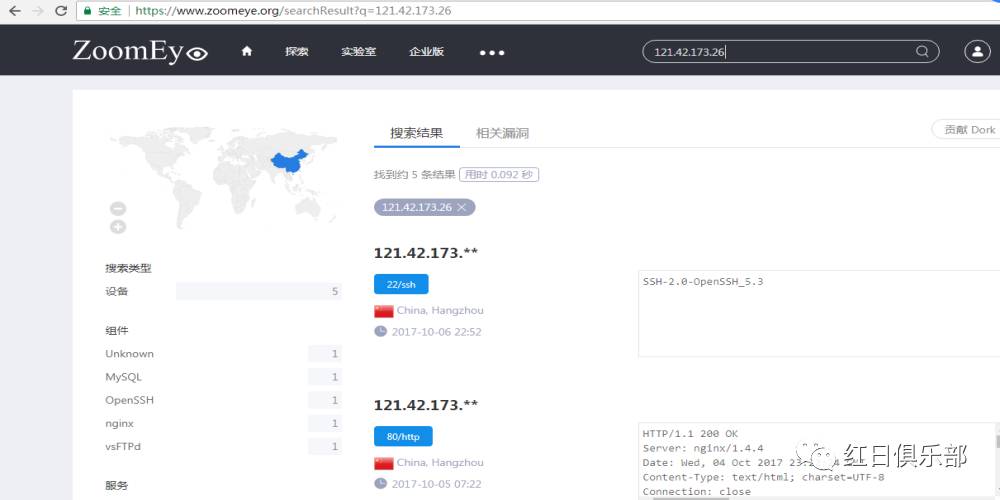 安全 | https://www.zoomeye.org/searchResult?q=121.42.173.26
ZoomEye 探索 实验室 企业版 ••• 121.42.173.26
搜索结果 相关漏洞 贡献 Dork
找到约 5 条结果 用时 0.092 秒
121.42.173.26 ×
搜索类型
设备 5
组件
Unknown 1
MySQL 1
OpenSSH 1
nginx 1
vsFTPd 1
服务
121.42.173.**
22/ssh
China, Hangzhou
2017-10-06 22:52
SSH-2.0-OpenSSH_5.3
121.42.173.**
80/http
China, Hangzhou
2017-10-05 07:22
HTTP/1.1 200 OK
Server: nginx/1.4.4
Date: Wed, 04 Oct 2017
Content-Type: text/html; charset=UTF-8
Connection: close
红日俱乐部